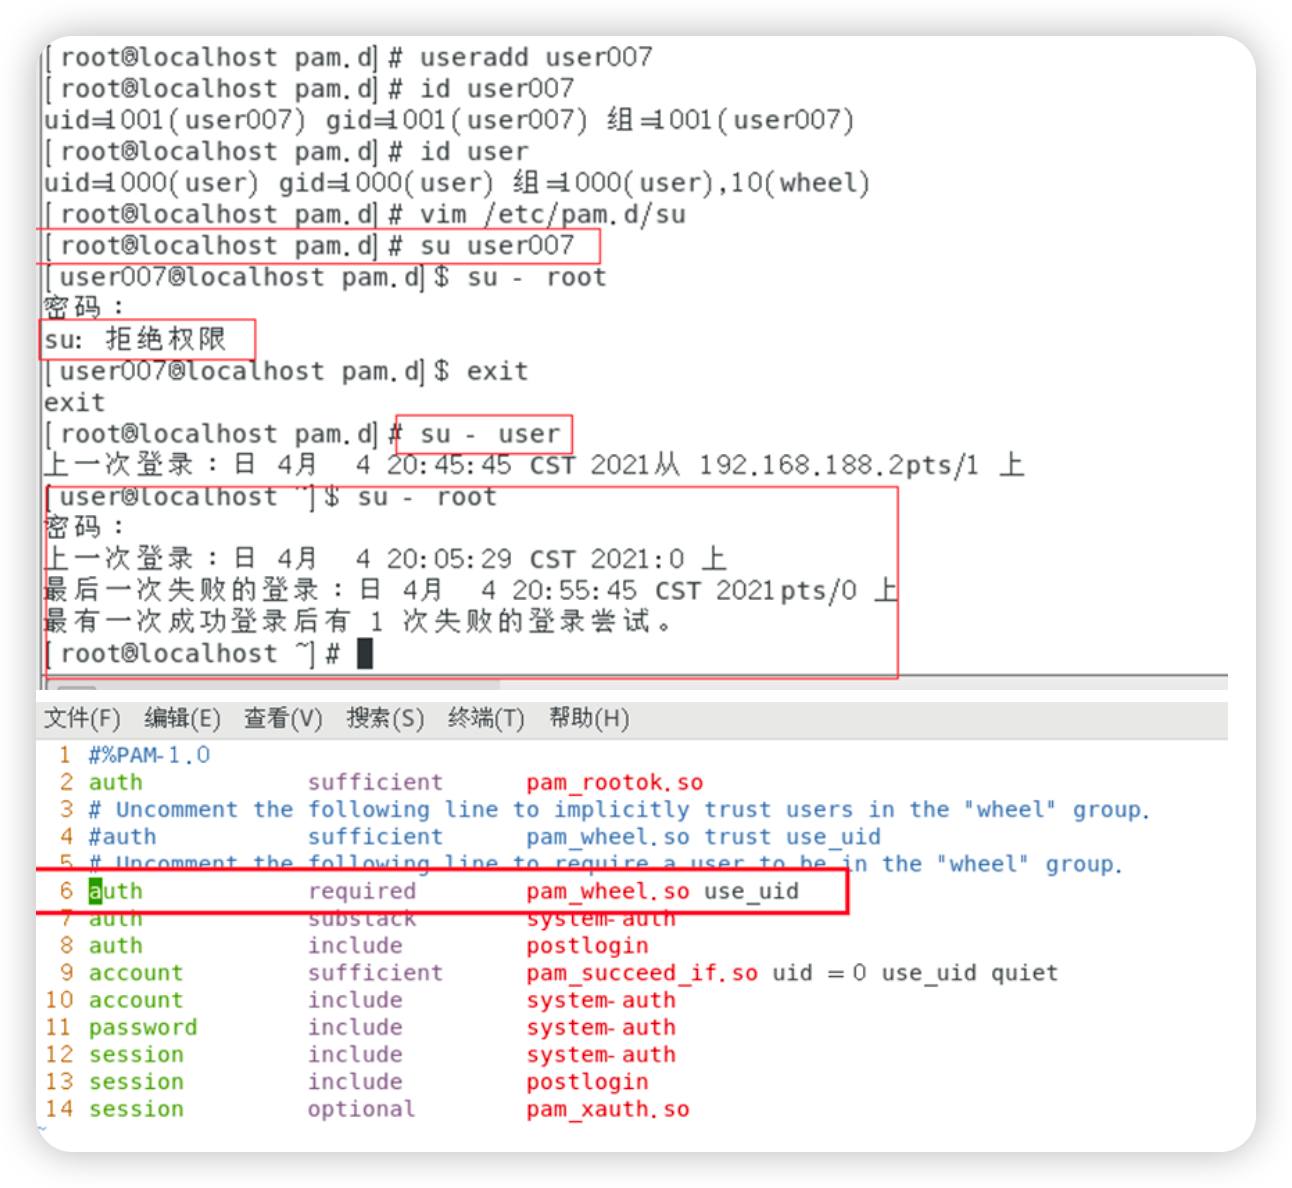 [root@localhost pam.d]# useradd user007
[root@localhost pam.d]# id user007
uid=1001(user007) gid=1001(user007) 组=1001(user007)
[root@localhost pam.d]# id user
uid=1000(user) gid=1000(user) 组=1000(user),10(wheel)
[root@localhost pam.d]# vim /etc/pam.d/su
[root@localhost pam.d]# su user007
[user007@localhost pam.d]$ su - root
密码：
su: 拒绝权限
[user007@localhost pam.d]$ exit
exit
[root@localhost pam.d]# su - user
上一次登录：日 4月  4 20:45:45 CST 2021从 192.168.188.2pts/1 上
[user@localhost ~]$ su - root
密码：
上一次登录：日 4月  4 20:05:29 CST 2021:0 上
最后一次失败的登录：日 4月  4 20:55:45 CST 2021pts/0 上
最有一次成功登录后有 1 次失败的登录尝试。
[root@localhost ~]#
文件(F) 编辑(E) 查看(V) 搜索(S) 终端(T) 帮助(H)
1 #%PAM-1.0
2 auth sufficient pam_rootok.so
3 # Uncomment the following line to implicitly trust users in the "wheel" group.
4 #auth sufficient pam_wheel.so trust use_uid
5 # Uncomment the following line to require a user to be in the "wheel" group.
6 auth required pam_wheel.so use_uid
7 auth substack system-auth
8 auth include postlogin
9 account sufficient pam_succeed_if.so uid = 0 use_uid quiet
10 account include system-auth
11 password include system-auth
12 session include system-auth
13 session include postlogin
14 session optional pam_xauth.so
~